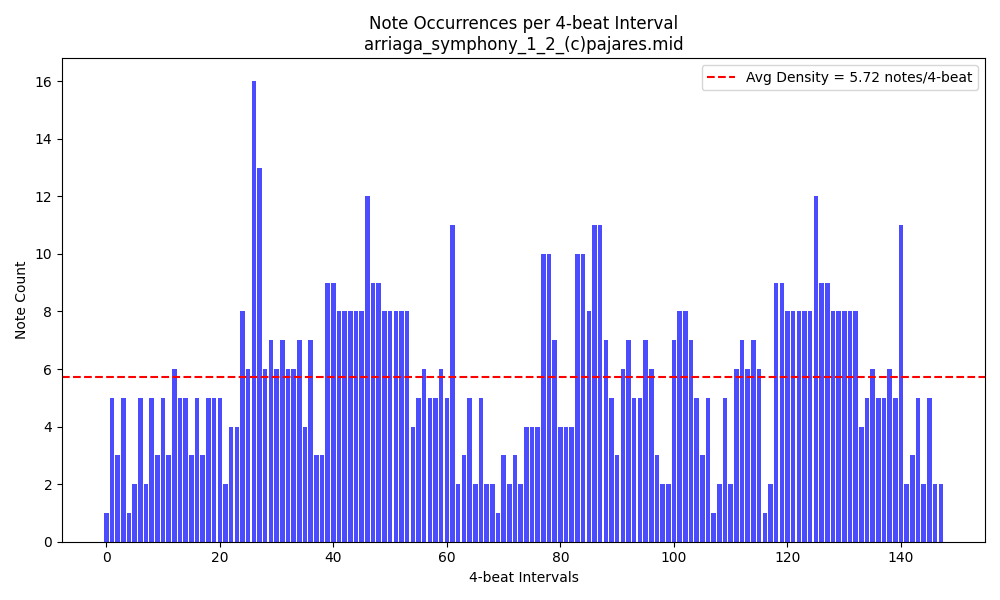 Note Occurrences per 4-beat Interval
arriaga_symphony_1_2_(c)pajares.mid
Avg Density = 5.72 notes/4-beat
Note Count
16
14
12
10
8
6
4
2
0
0 20 40 60 80 100 120 140
4-beat Intervals